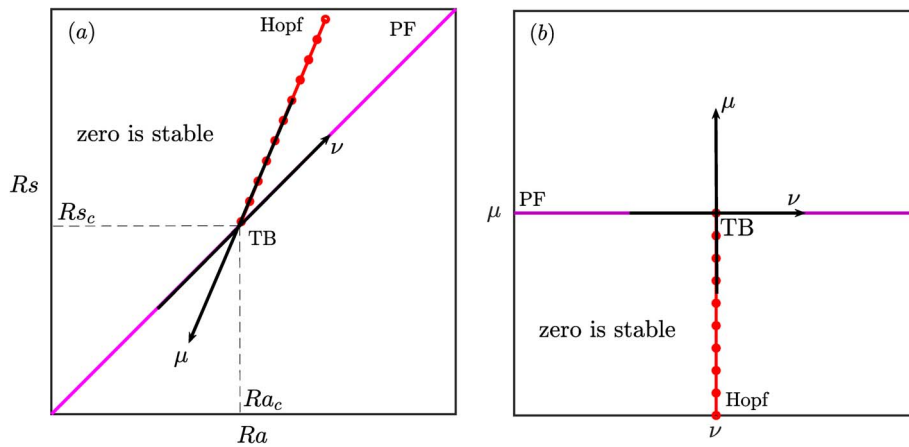 (a)
Hopf
PF
zero is stable
ν
Rs
Rs_c
TB
μ
Ra_c
Ra
(b)
μ
PF
ν
μ
TB
zero is stable
Hopf
ν